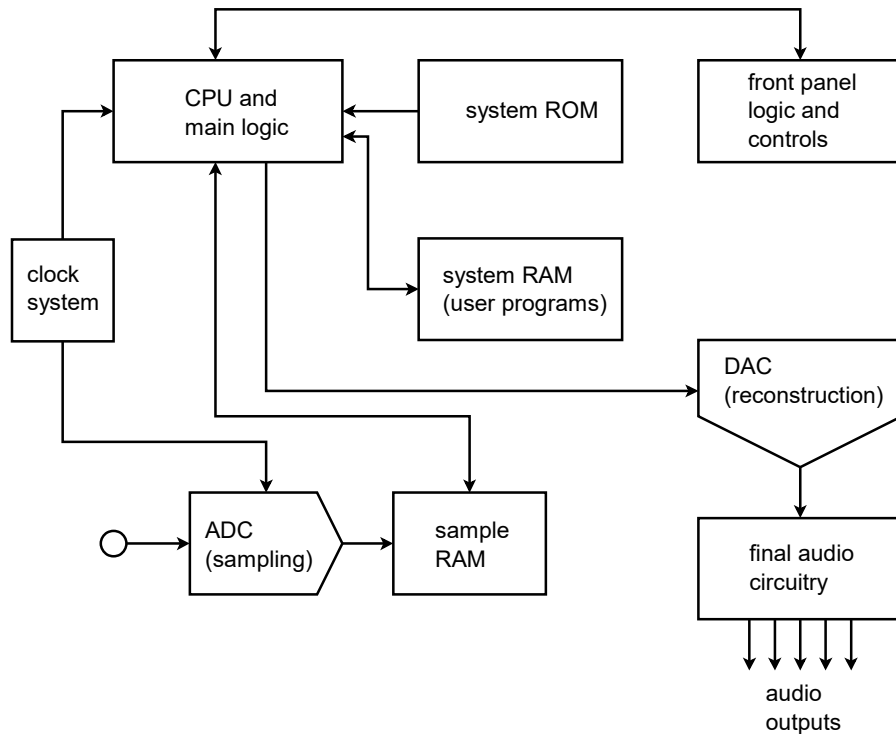 CPU and
main logic
system ROM
front panel
logic and
controls
clock
system
system RAM
(user programs)
DAC
(reconstruction)
ADC
(sampling)
sample
RAM
final audio
circuitry
audio
outputs